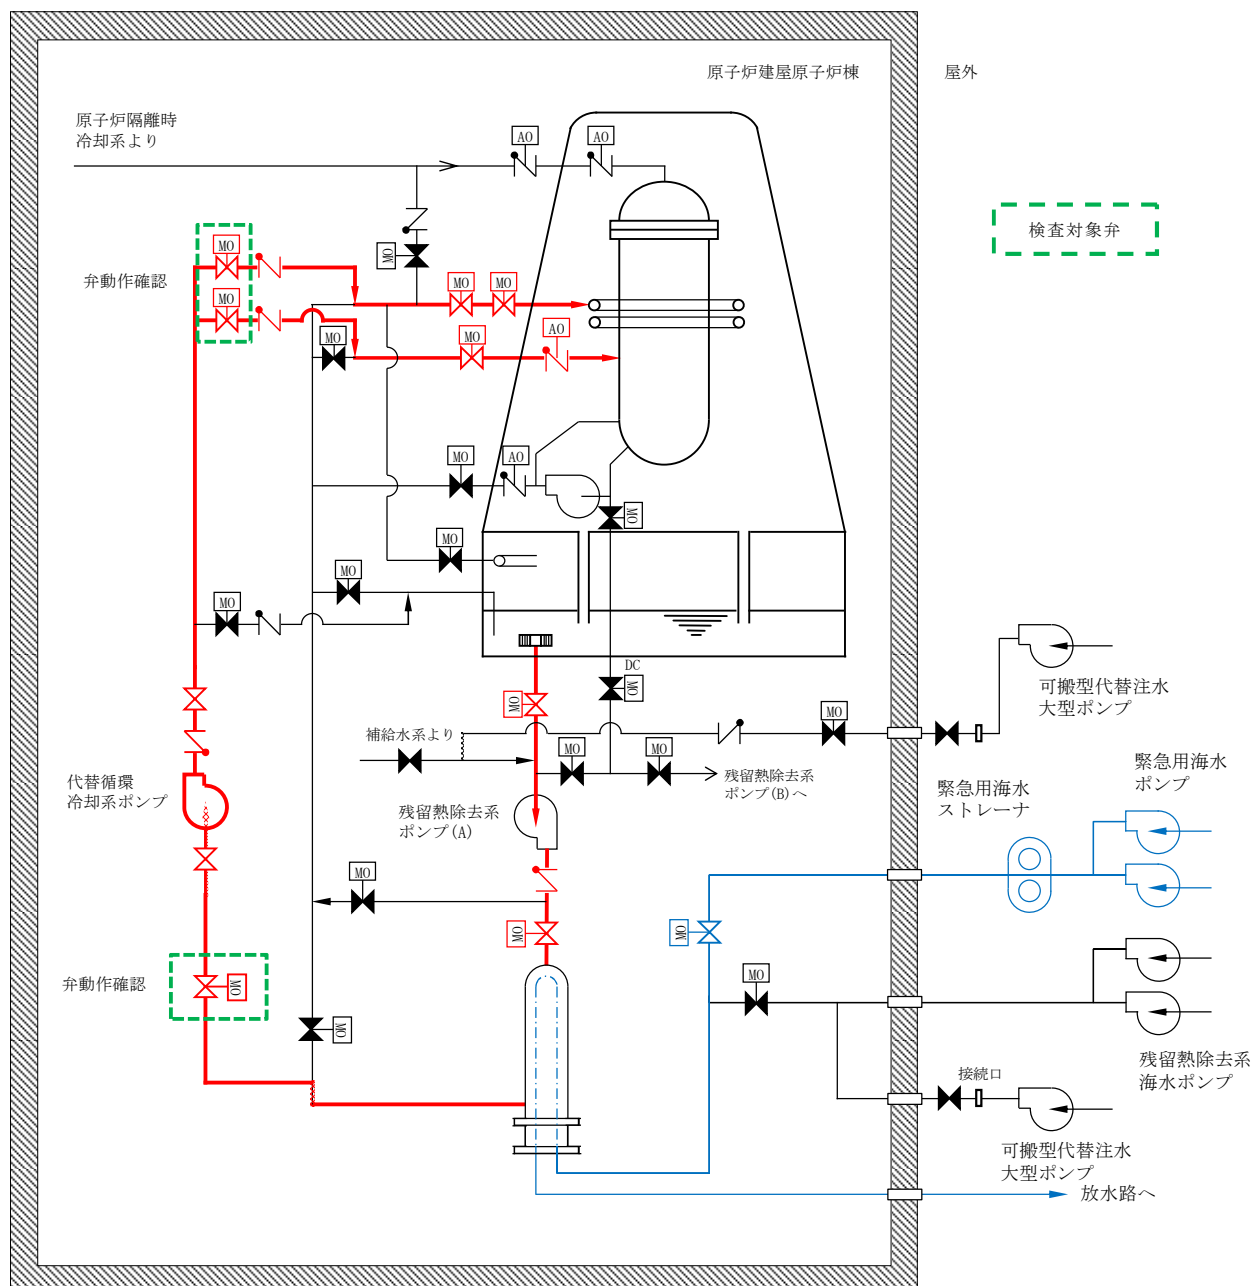 原子炉建屋原子炉棟
屋外
原子炉隔離時
冷却系より
AO
AO
検査対象弁
MO
MO
弁動作確認
MO
MO
MO
MO
AO
MO
MO
MO
AO
MO
MO
MO
MO
DC
MO
MO
可搬型代替注水
大型ポンプ
MO
補給水系より
MO
MO
残留熱除去系
ポンプ(B)へ
緊急用海水
ポンプ
代替循環
冷却系ポンプ
緊急用海水
ストレーナ
残留熱除去系
ポンプ(A)
MO
MO
MO
MO
弁動作確認
MO
MO
残留熱除去系
海水ポンプ
接続口
可搬型代替注水
大型ポンプ
放水路へ